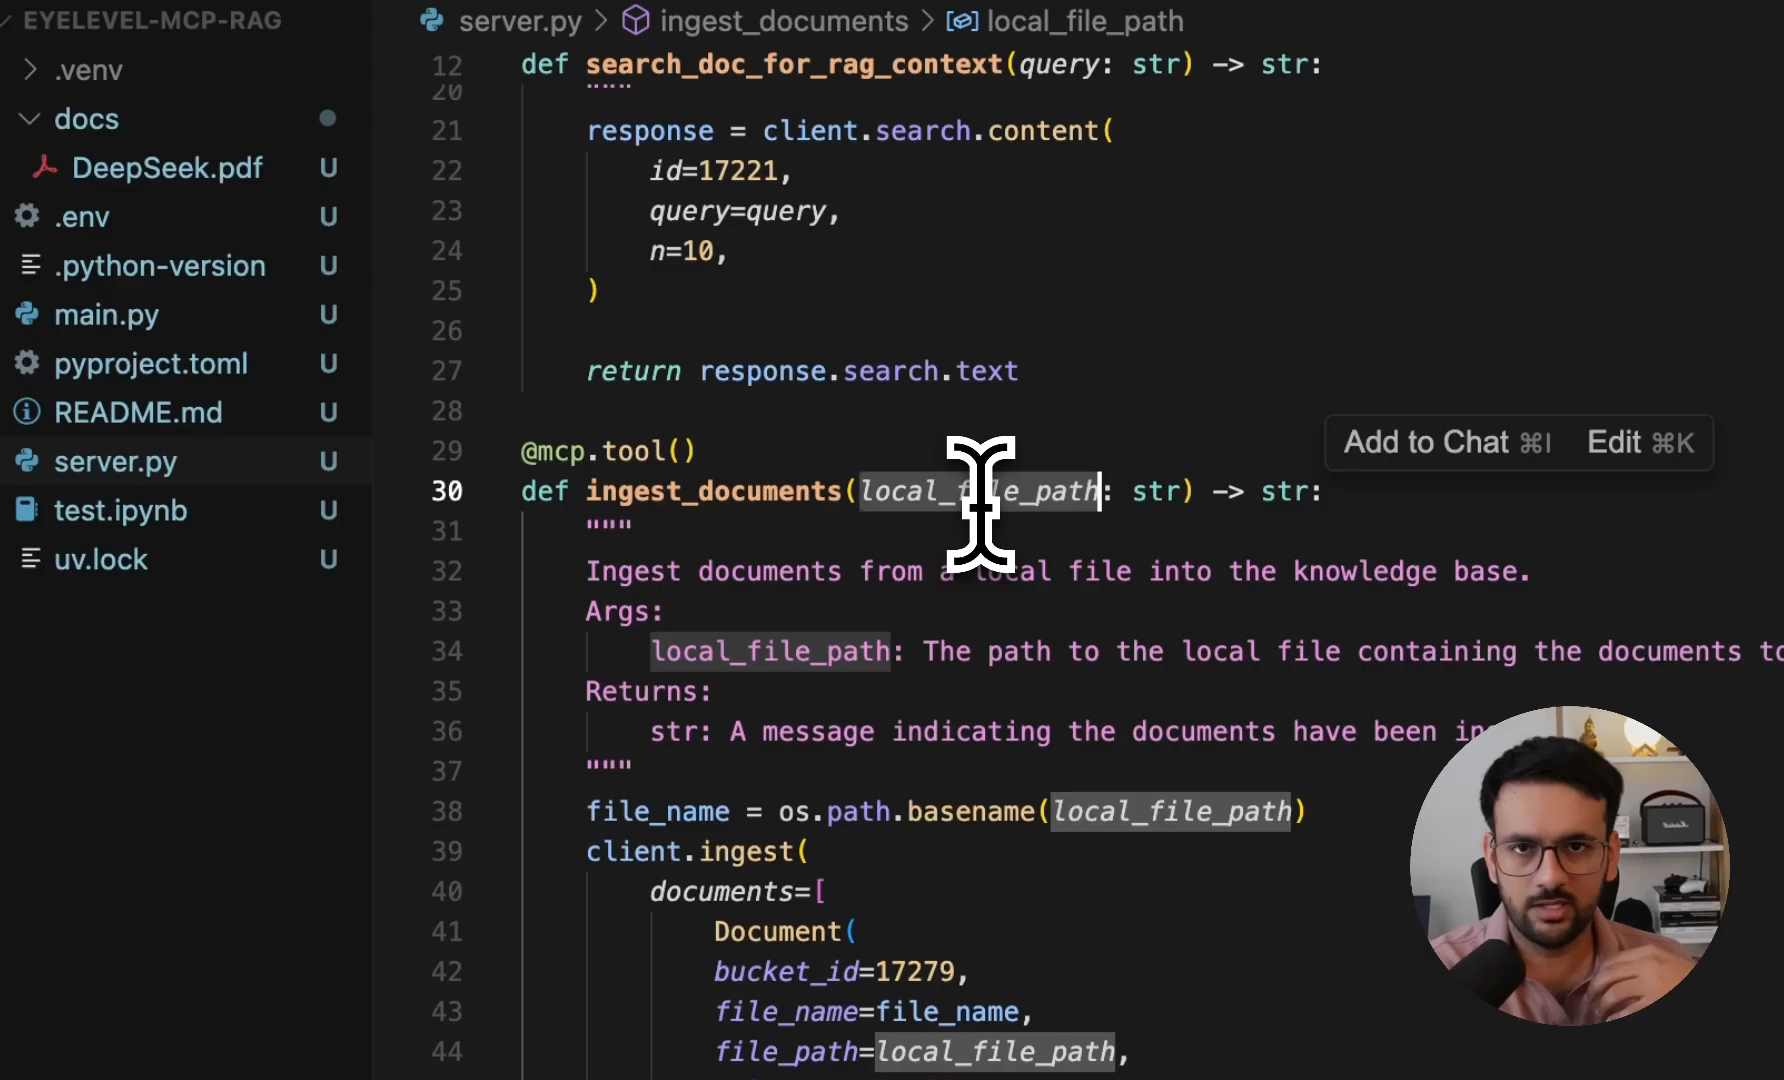 EYELEVEL-MCP-RAG
.venv
docs
DeepSeek.pdf U
.env U
.python-version U
main.py U
pyproject.toml U
README.md U
server.py U
test.ipynb U
uv.lock U
server.py > ingest_documents > local_file_path
12 def search_doc_for_rag_context(query: str) -> str:
20 """
21 response = client.search.content(
22 id=17221,
23 query=query,
24 n=10,
25 )
26
27 return response.search.text
28
29 @mcp.tool()
Add to Chat ⌘I Edit ⌘K
30 def ingest_documents(local_file_path: str) -> str:
31 """
32 Ingest documents from a local file into the knowledge base.
33 Args:
34 local_file_path: The path to the local file containing the documents to
35 Returns:
36 str: A message indicating the documents have been
37 """
38 file_name = os.path.basename(local_file_path)
39 client.ingest(
40 documents=[
41 Document(
42 bucket_id=17279,
43 file_name=file_name,
44 file_path=local_file_path,